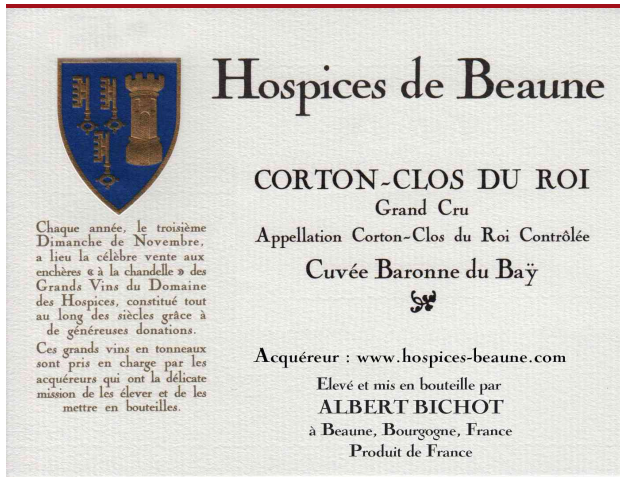 Hospices de Beaune
CORTON-CLOS DU ROI
Grand Cru
Appellation Corton-Clos du Roi Contrôlée
Cuvée Baronne du Baÿ
Chaque année, le troisième
Dimanche de Novembre,
a lieu la célèbre vente aux
enchères « à la chandelle » des
Grands Vins du Domaine
des Hospices, constitué tout
au long des siècles grâce à
de généreuses donations.
Ces grands vins en tonneaux
sont pris en charge par les
acquéreurs qui ont la délicate
mission de les élever et de les
mettre en bouteilles.
Acquéreur : www.hospices-beaune.com
Elevé et mis en bouteille par
ALBERT BICHOT
à Beaune, Bourgogne, France
Produit de France